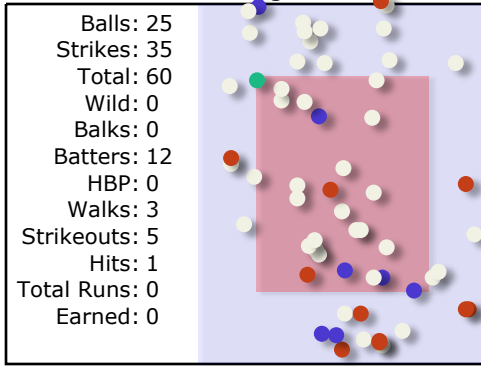 Balls: 25
Strikes: 35
Total: 60
Wild: 0
Balks: 0
Batters: 12
HBP: 0
Walks: 3
Strikeouts: 5
Hits: 1
Total Runs: 0
Earned: 0